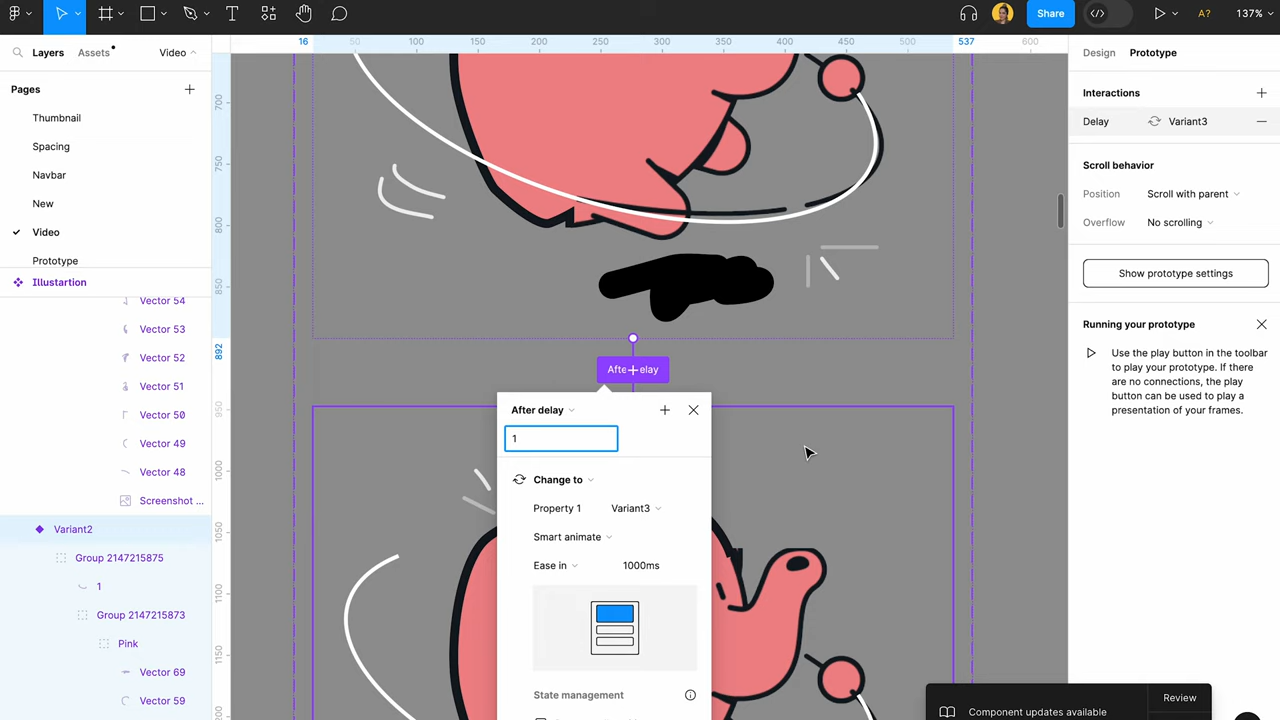 Share
A?
137%
Layers
Assets
Video
16
50
100
150
200
250
300
350
400
450
500
537
600
Design
Prototype
Pages
Thumbnail
Spacing
Navbar
New
Video
Prototype
Illustartion
Vector 54
Vector 53
Vector 52
Vector 51
Vector 50
Vector 49
Vector 48
Screenshot ...
Variant2
Group 2147215875
1
Group 2147215873
Pink
Vector 69
Vector 59
700
750
800
850
892
950
1000
1050
1100
1150
After delay
1
Change to
Property 1
Variant3
Smart animate
Ease in
1000ms
State management
Interactions
Delay
Variant3
Scroll behavior
Position
Scroll with parent
Overflow
No scrolling
Show prototype settings
Running your prototype
Use the play button in the toolbar
to play your prototype. If there
are no connections, the play
button can be used to play a
presentation of your frames.
Review
Component updates available